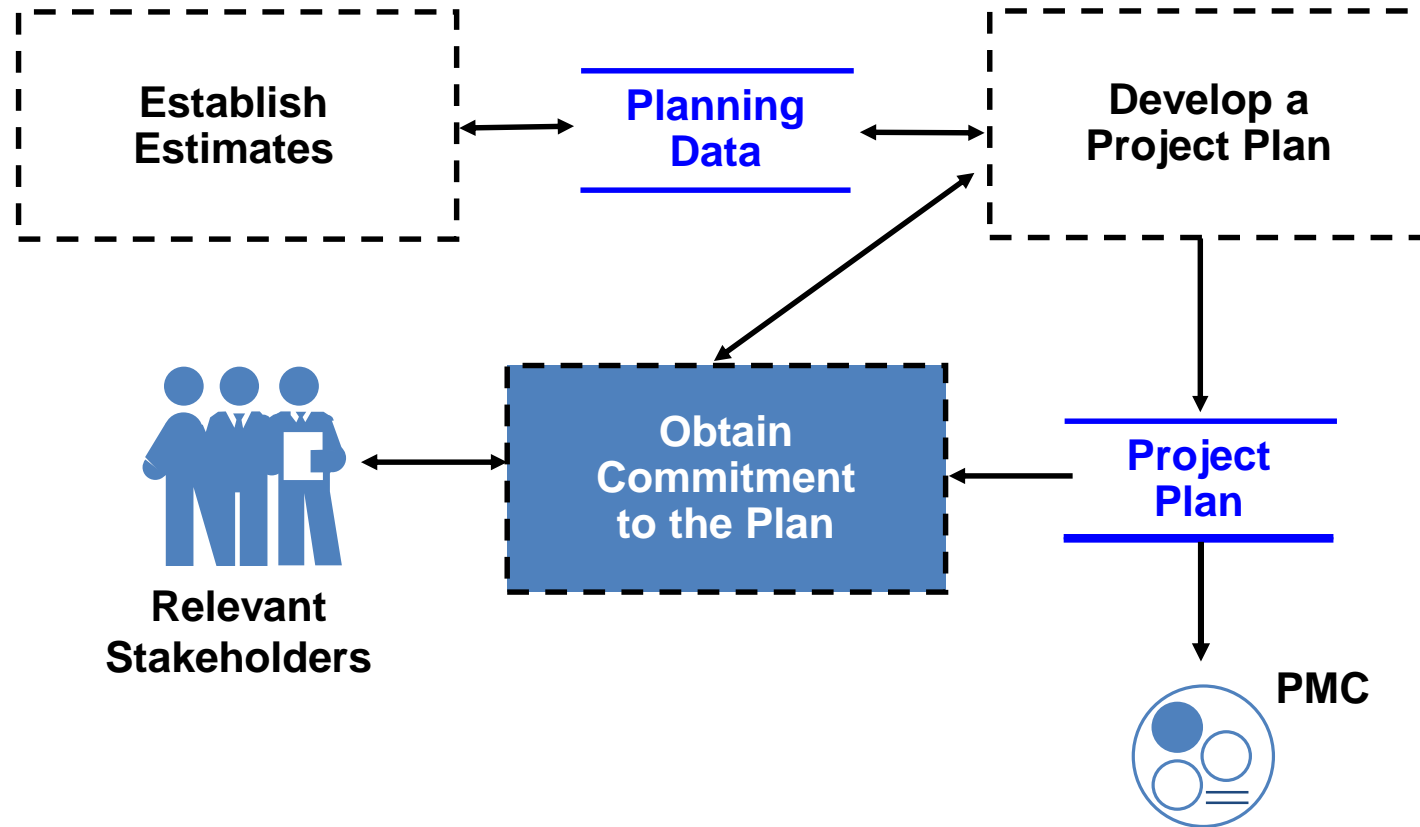 Establish
Estimates
Planning
Data
Develop a
Project Plan
Obtain
Commitment
to the Plan
Project
Plan
Relevant
Stakeholders
PMC